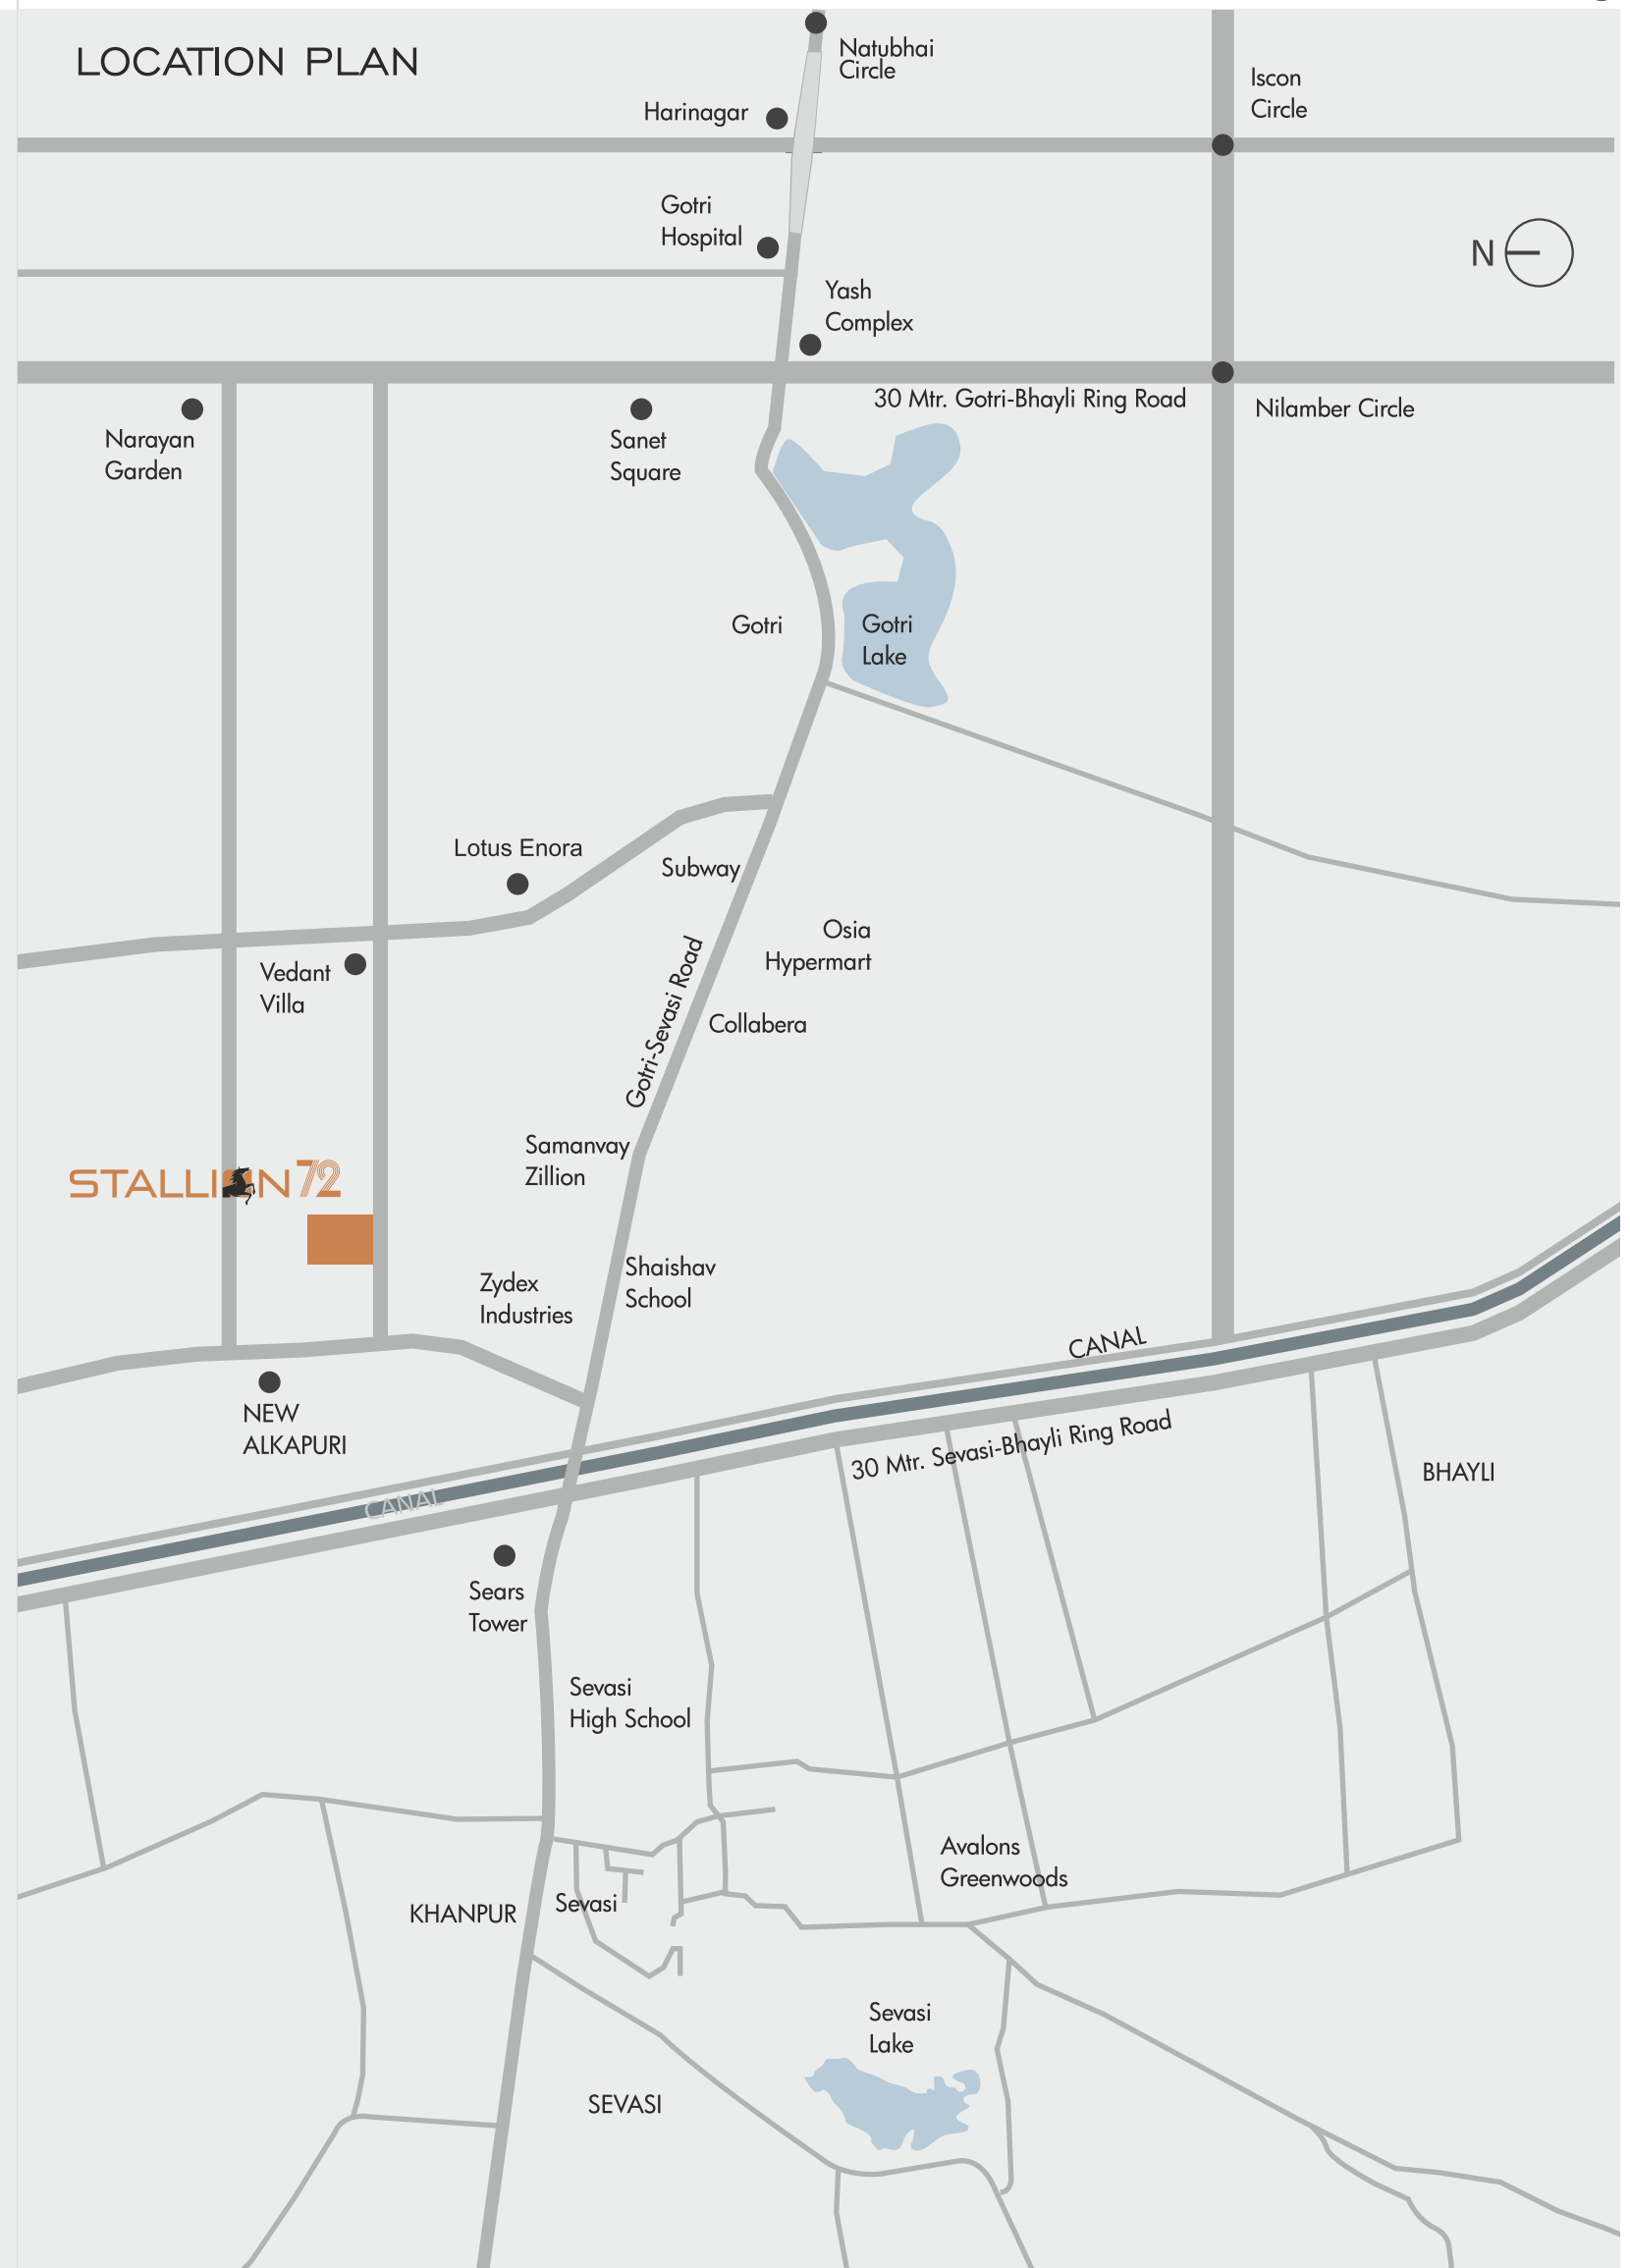 LOCATION PLAN
Natubhai
Circle
Iscon
Circle
Harinagar
Gotri
Hospital
N
Yash
Complex
30 Mtr. Gotri-Bhayli Ring Road
Nilamber Circle
Narayan
Garden
Sanet
Square
Gotri
Gotri
Lake
Lotus Enora
Subway
Osia
Hypermart
Vedant
Villa
Gotri-Sevasi Road
Collabera
Samanvay
Zillion
STALLION 72
Shaishav
School
Zydex
Industries
CANAL
NEW
ALKAPURI
30 Mtr. Sevasi-Bhayli Ring Road
BHAYLI
CANAL
Sears
Tower
Sevasi
High School
Avalons
Greenwoods
Sevasi
KHANPUR
Sevasi
Lake
SEVASI